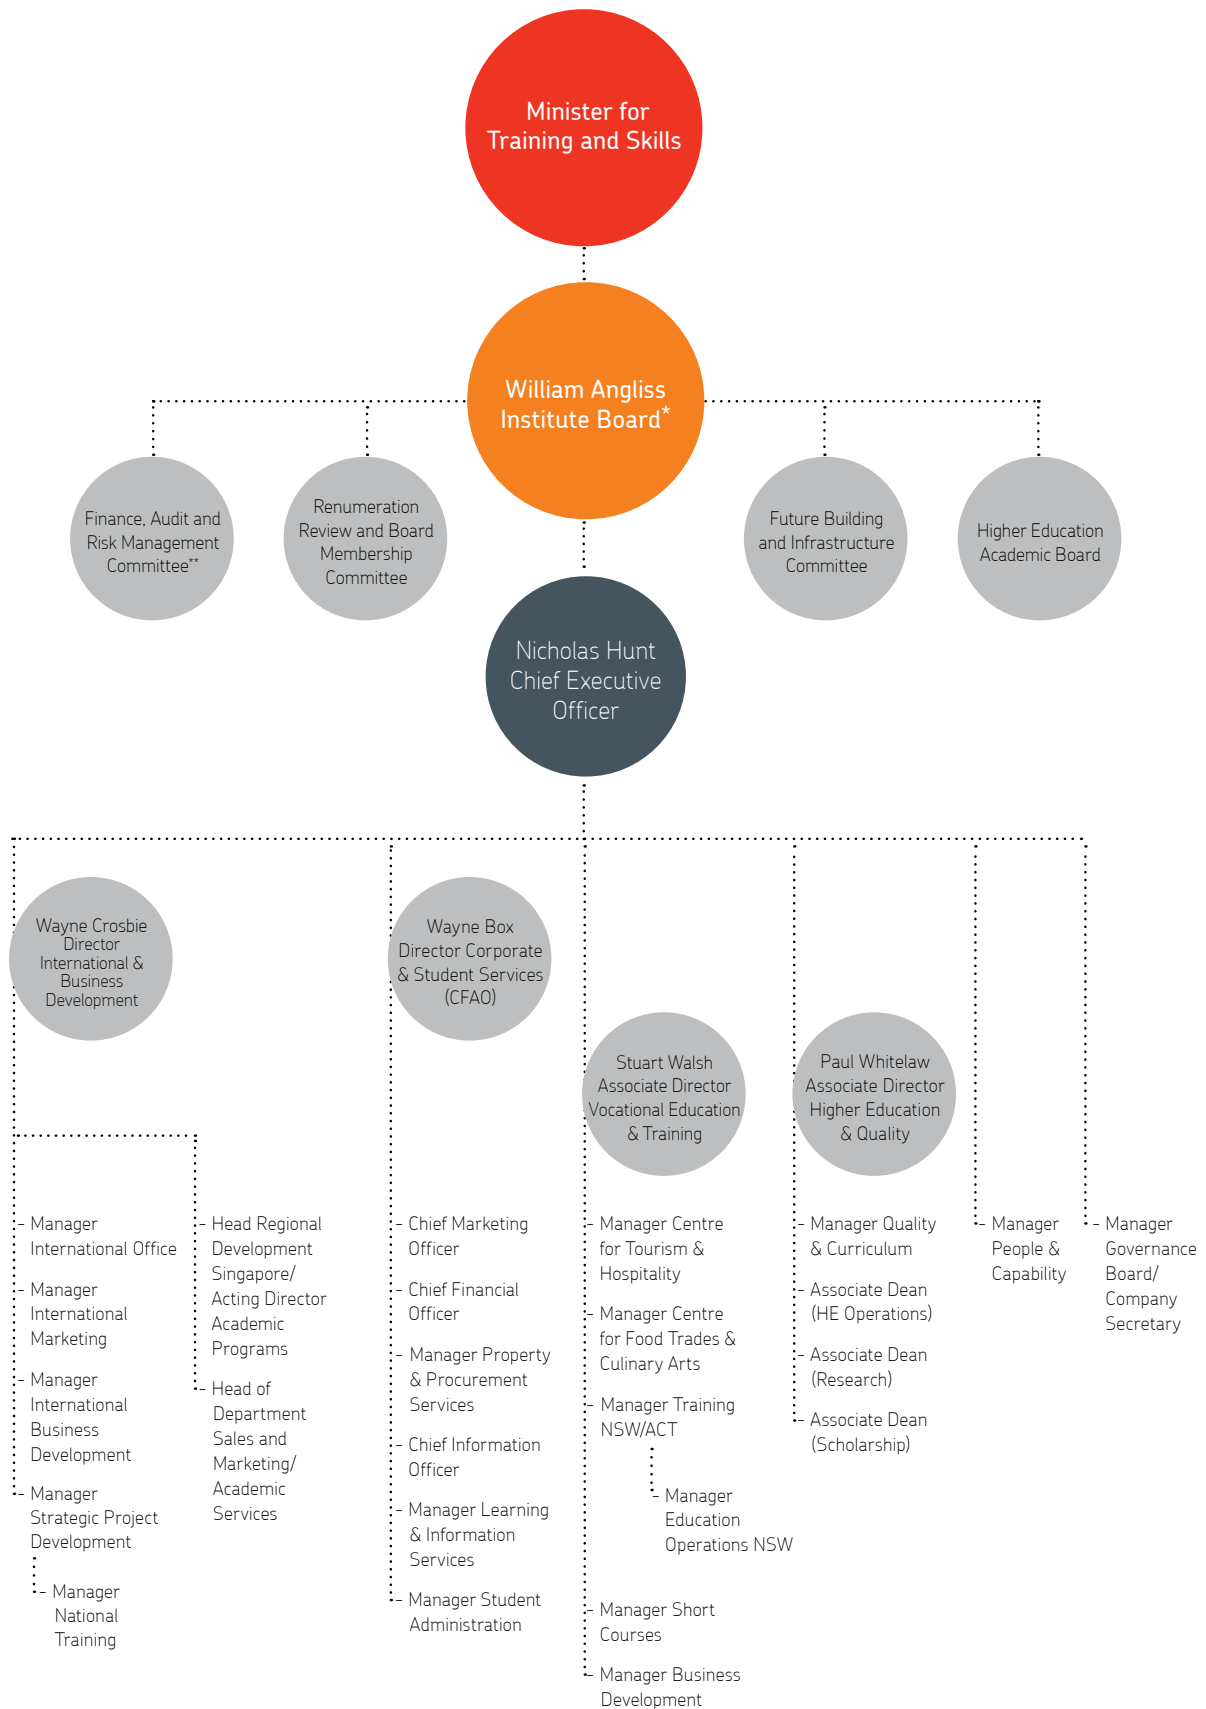 Minister for
Training and Skills
William Angliss
Institute Board*
Finance, Audit and
Risk Management
Committee**
Renumeration
Review and Board
Membership
Committee
Future Building
and Infrastructure
Committee
Higher Education
Academic Board
Nicholas Hunt
Chief Executive
Officer
Wayne Crosbie
Director
International &
Business
Development
Wayne Box
Director Corporate
& Student Services
(CFAO)
Stuart Walsh
Associate Director
Vocational Education
& Training
Paul Whitelaw
Associate Director
Higher Education
& Quality
- Manager
International Office
- Manager
International
Marketing
- Manager
International
Business
Development
- Manager
Strategic Project
Development
- Manager
National
Training
- Head Regional
Development
Singapore/
Acting Director
Academic
Programs
- Head of
Department
Sales and
Marketing/
Academic
Services
- Chief Marketing
Officer
- Chief Financial
Officer
- Manager Property
& Procurement
Services
- Chief Information
Officer
- Manager Learning
& Information
Services
- Manager Student
Administration
- Manager Centre
for Tourism &
Hospitality
- Manager Centre
for Food Trades &
Culinary Arts
- Manager Training
NSW/ACT
- Manager
Education
Operations NSW
- Manager Short
Courses
- Manager Business
Development
- Manager Quality
& Curriculum
- Associate Dean
(HE Operations)
- Associate Dean
(Research)
- Associate Dean
(Scholarship)
- Manager
People &
Capability
- Manager
Governance
Board/
Company
Secretary